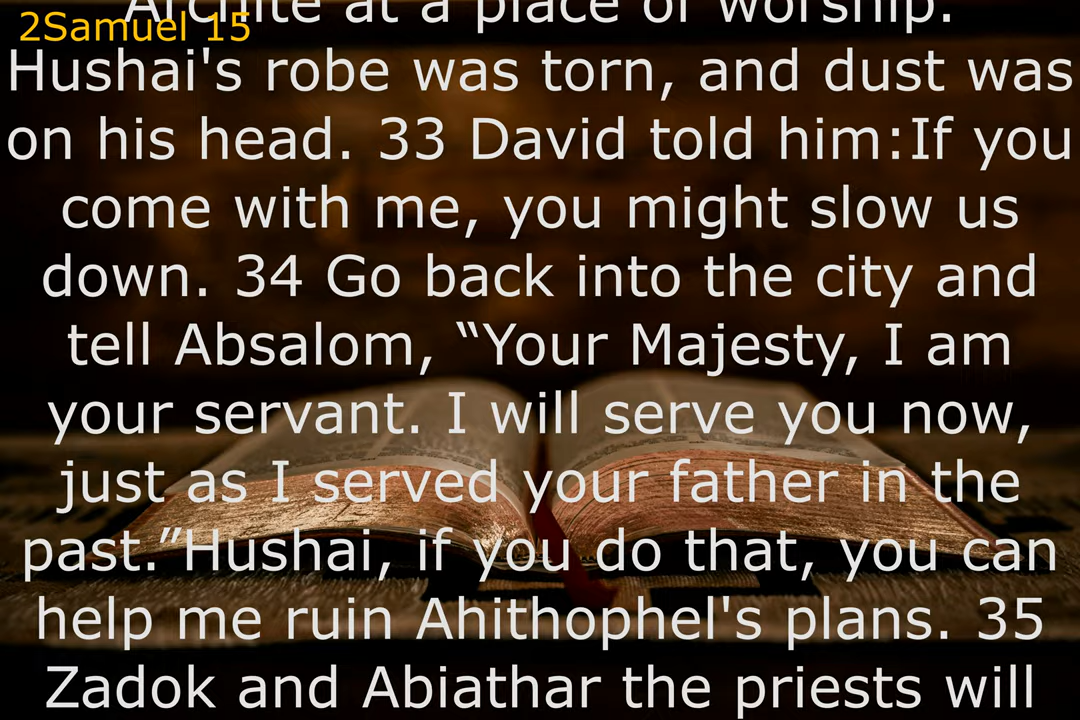 Archite at a place of worship.
2Samuel 15
Hushai's robe was torn, and dust was
on his head. 33 David told him:If you
come with me, you might slow us
down. 34 Go back into the city and
tell Absalom, “Your Majesty, I am
your servant. I will serve you now,
just as I served your father in the
past.”Hushai, if you do that, you can
help me ruin Ahithophel's plans. 35
Zadok and Abiathar the priests will